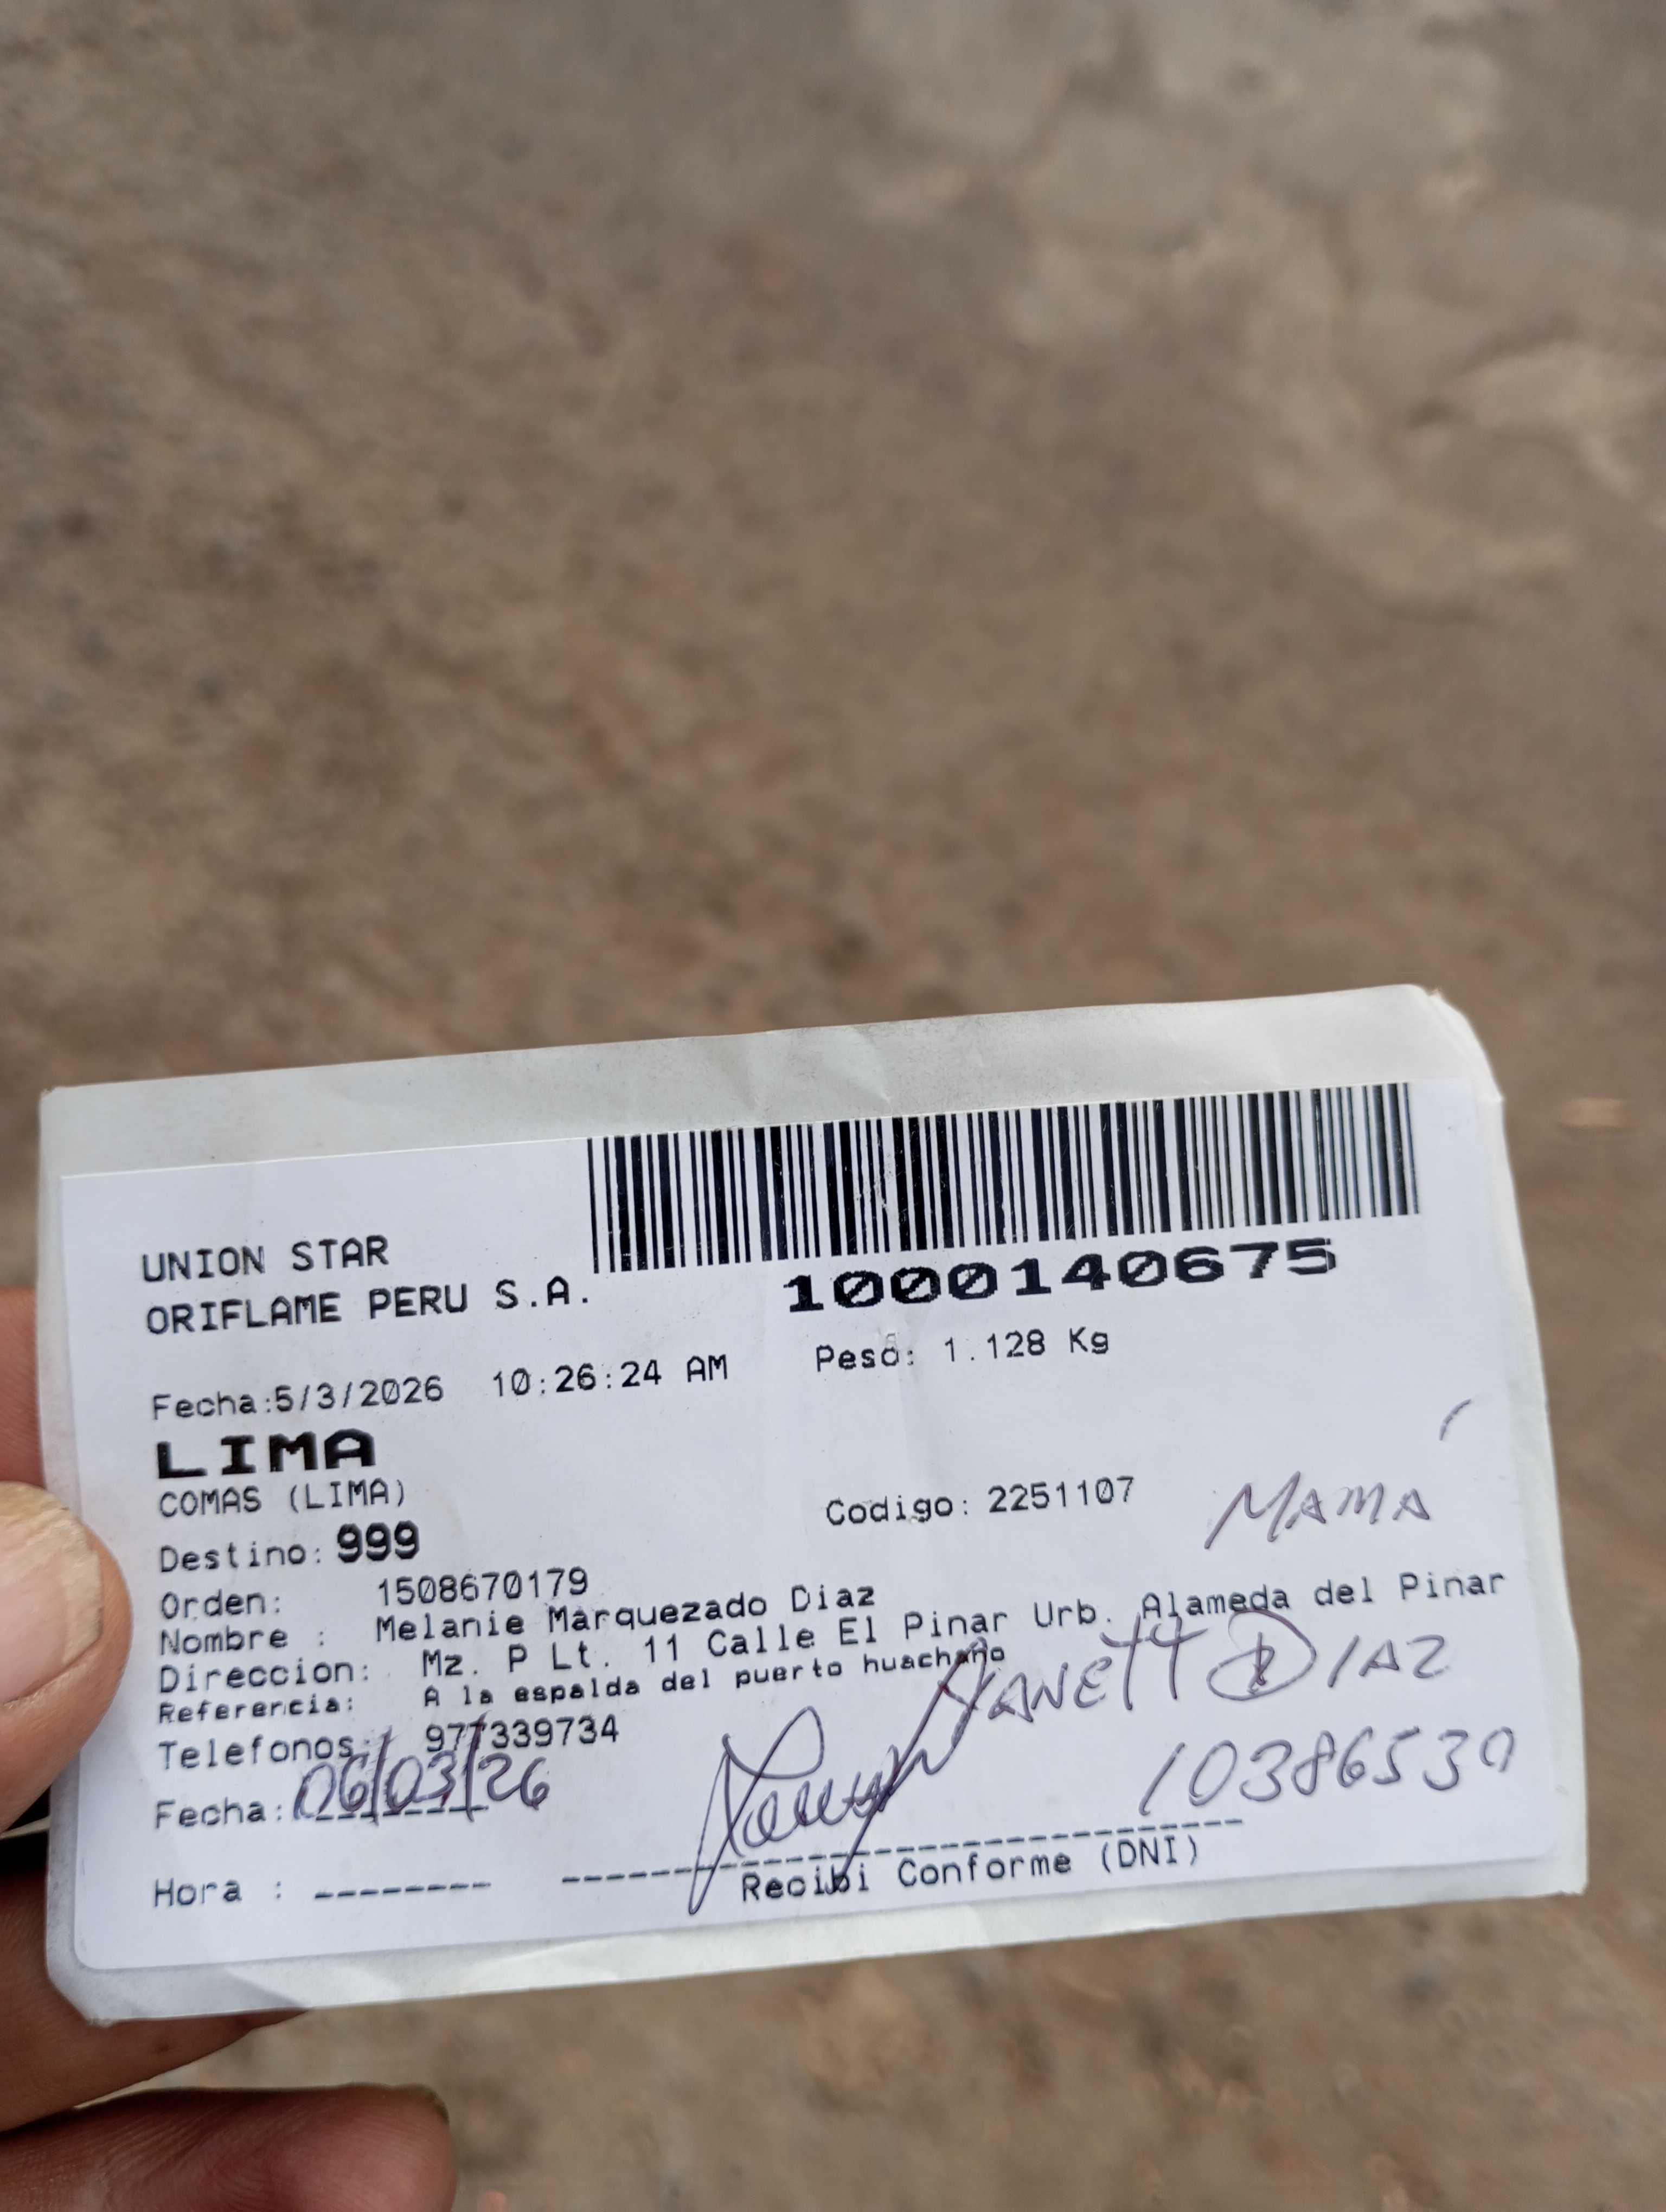 UNION STAR
ORIFLAME PERU S.A.
1000140675
Fecha:5/3/2026 10:26:24 AM
Peso: 1.128 Kg
LIMA
COMAS (LIMA)
Codigo: 2251107
MAMA
Destino: 999
Orden: 1508670179
Nombre : Melanie Marquezado Diaz
Direccion: Mz. P Lt. 11 Calle El Pinar Urb. Alameda del Pinar
Referencia: A la espalda del puerto huachano
YANETT DIAZ
Telefonos: 977339734
Fecha: 06/03/26
10386530
Hora :
Recibi Conforme (DNI)